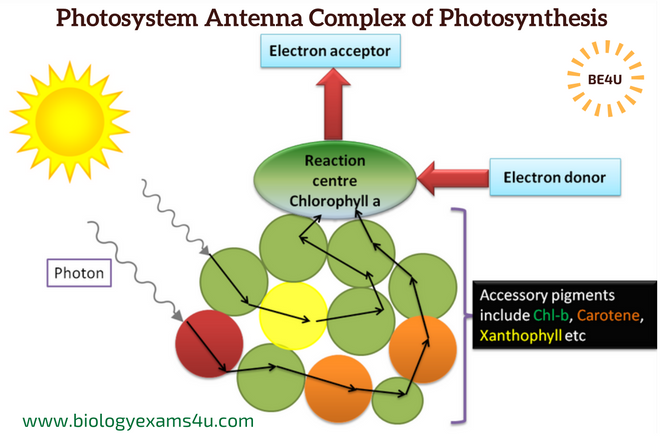 Photosystem Antenna Complex of Photosynthesis
Electron acceptor
BE4U
Reaction
centre
Chlorophyll a
Electron donor
Photon
Accessory pigments
include Chl-b, Carotene,
Xanthophyll etc
www.biologyexams4u.com